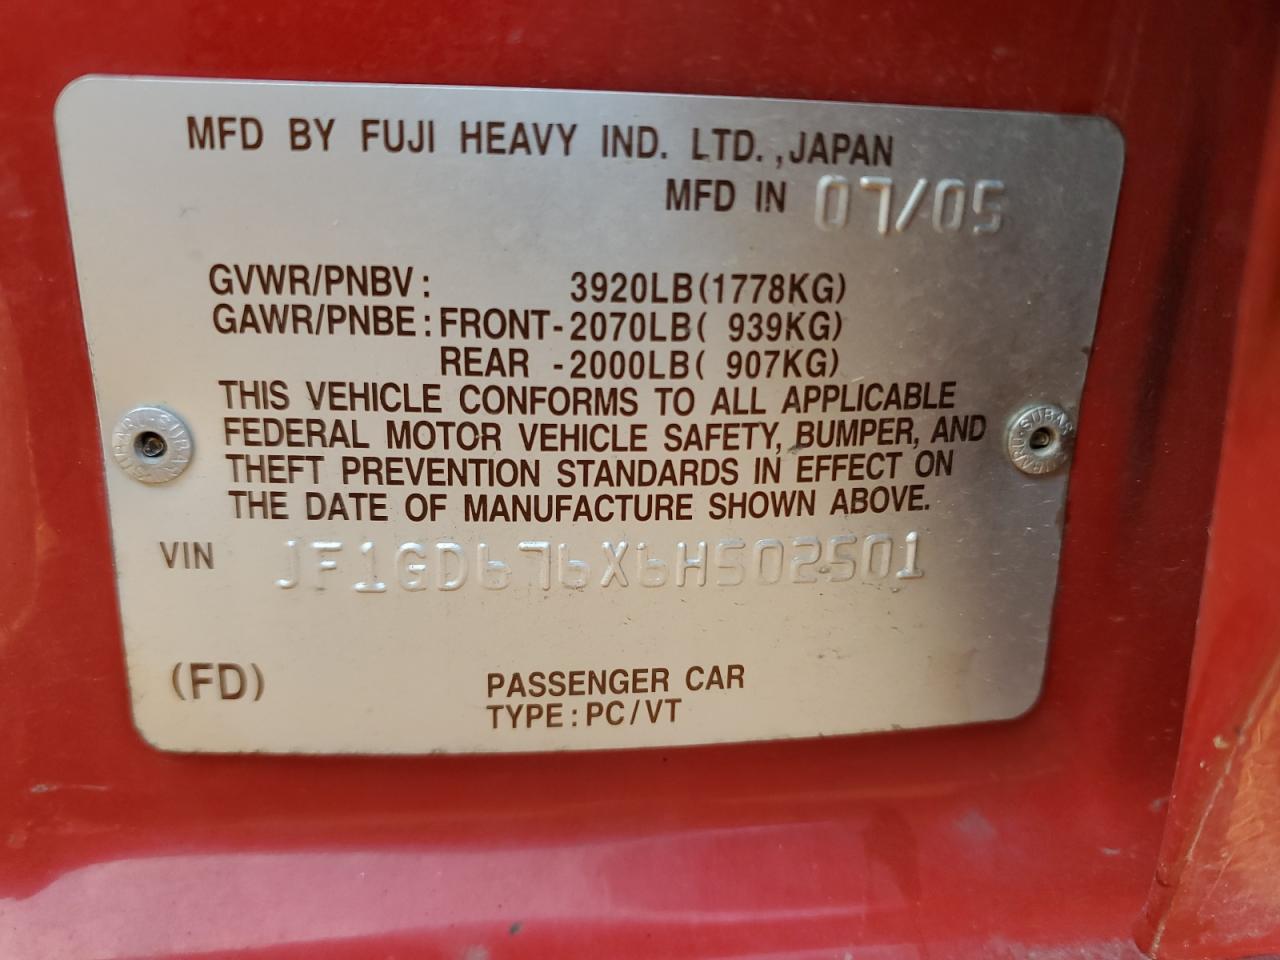 MFD BY FUJI HEAVY IND. LTD.,JAPAN
MFD IN 07/05
GVWR/PNBV: 3920LB(1778KG)
GAWR/PNBE:FRONT-2070LB( 939KG)
REAR -2000LB( 907KG)
THIS VEHICLE CONFORMS TO ALL APPLICABLE
FEDERAL MOTOR VEHICLE SAFETY, BUMPER, AND
THEFT PREVENTION STANDARDS IN EFFECT ON
THE DATE OF MANUFACTURE SHOWN ABOVE.
VIN JF1GD676X6H502501
(FD) PASSENGER CAR
TYPE:PC/VT